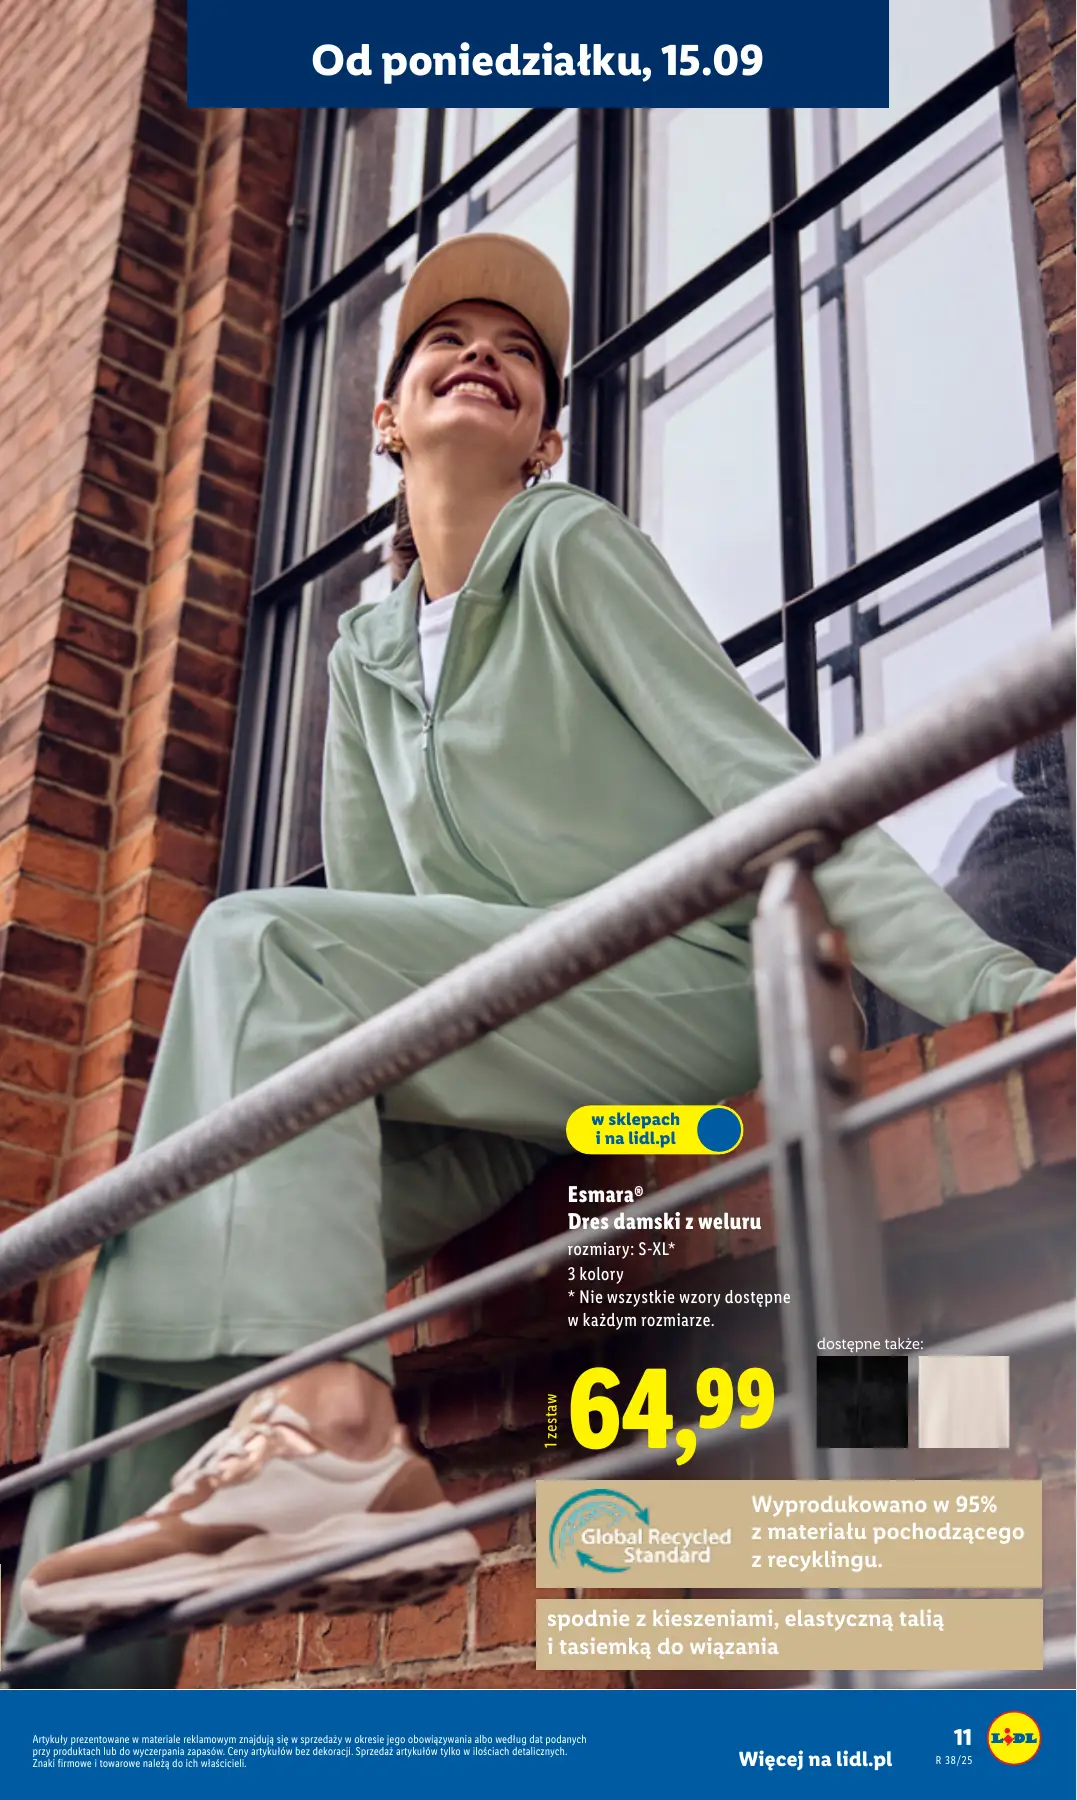 Od poniedziałku, 15.09
w sklepach
i na lidl.pl
Esmara®
Dres damski z weluru
rozmiary: S-XL*
3 kolory
* Nie wszystkie wzory dostępne
w każdym rozmiarze.
dostępne także:
1 zestaw
64,99
Global Recycled
Standard
Wyprodukowano w 95%
z materiału pochodzącego
z recyklingu.
spodnie z kieszeniami, elastyczną talią
i tasiemką do wiązania
Artykuły prezentowane w materiale reklamowym znajdują się w sprzedaży w okresie jego obowiązywania albo według dat podanych
przy produktach lub do wyczerpania zapasów. Ceny artykułów bez dekoracji. Sprzedaż artykułów tylko w ilościach detalicznych.
Znaki firmowe i towarowe należą do ich właścicieli.
Więcej na lidl.pl
11
R 38/25
LIDL